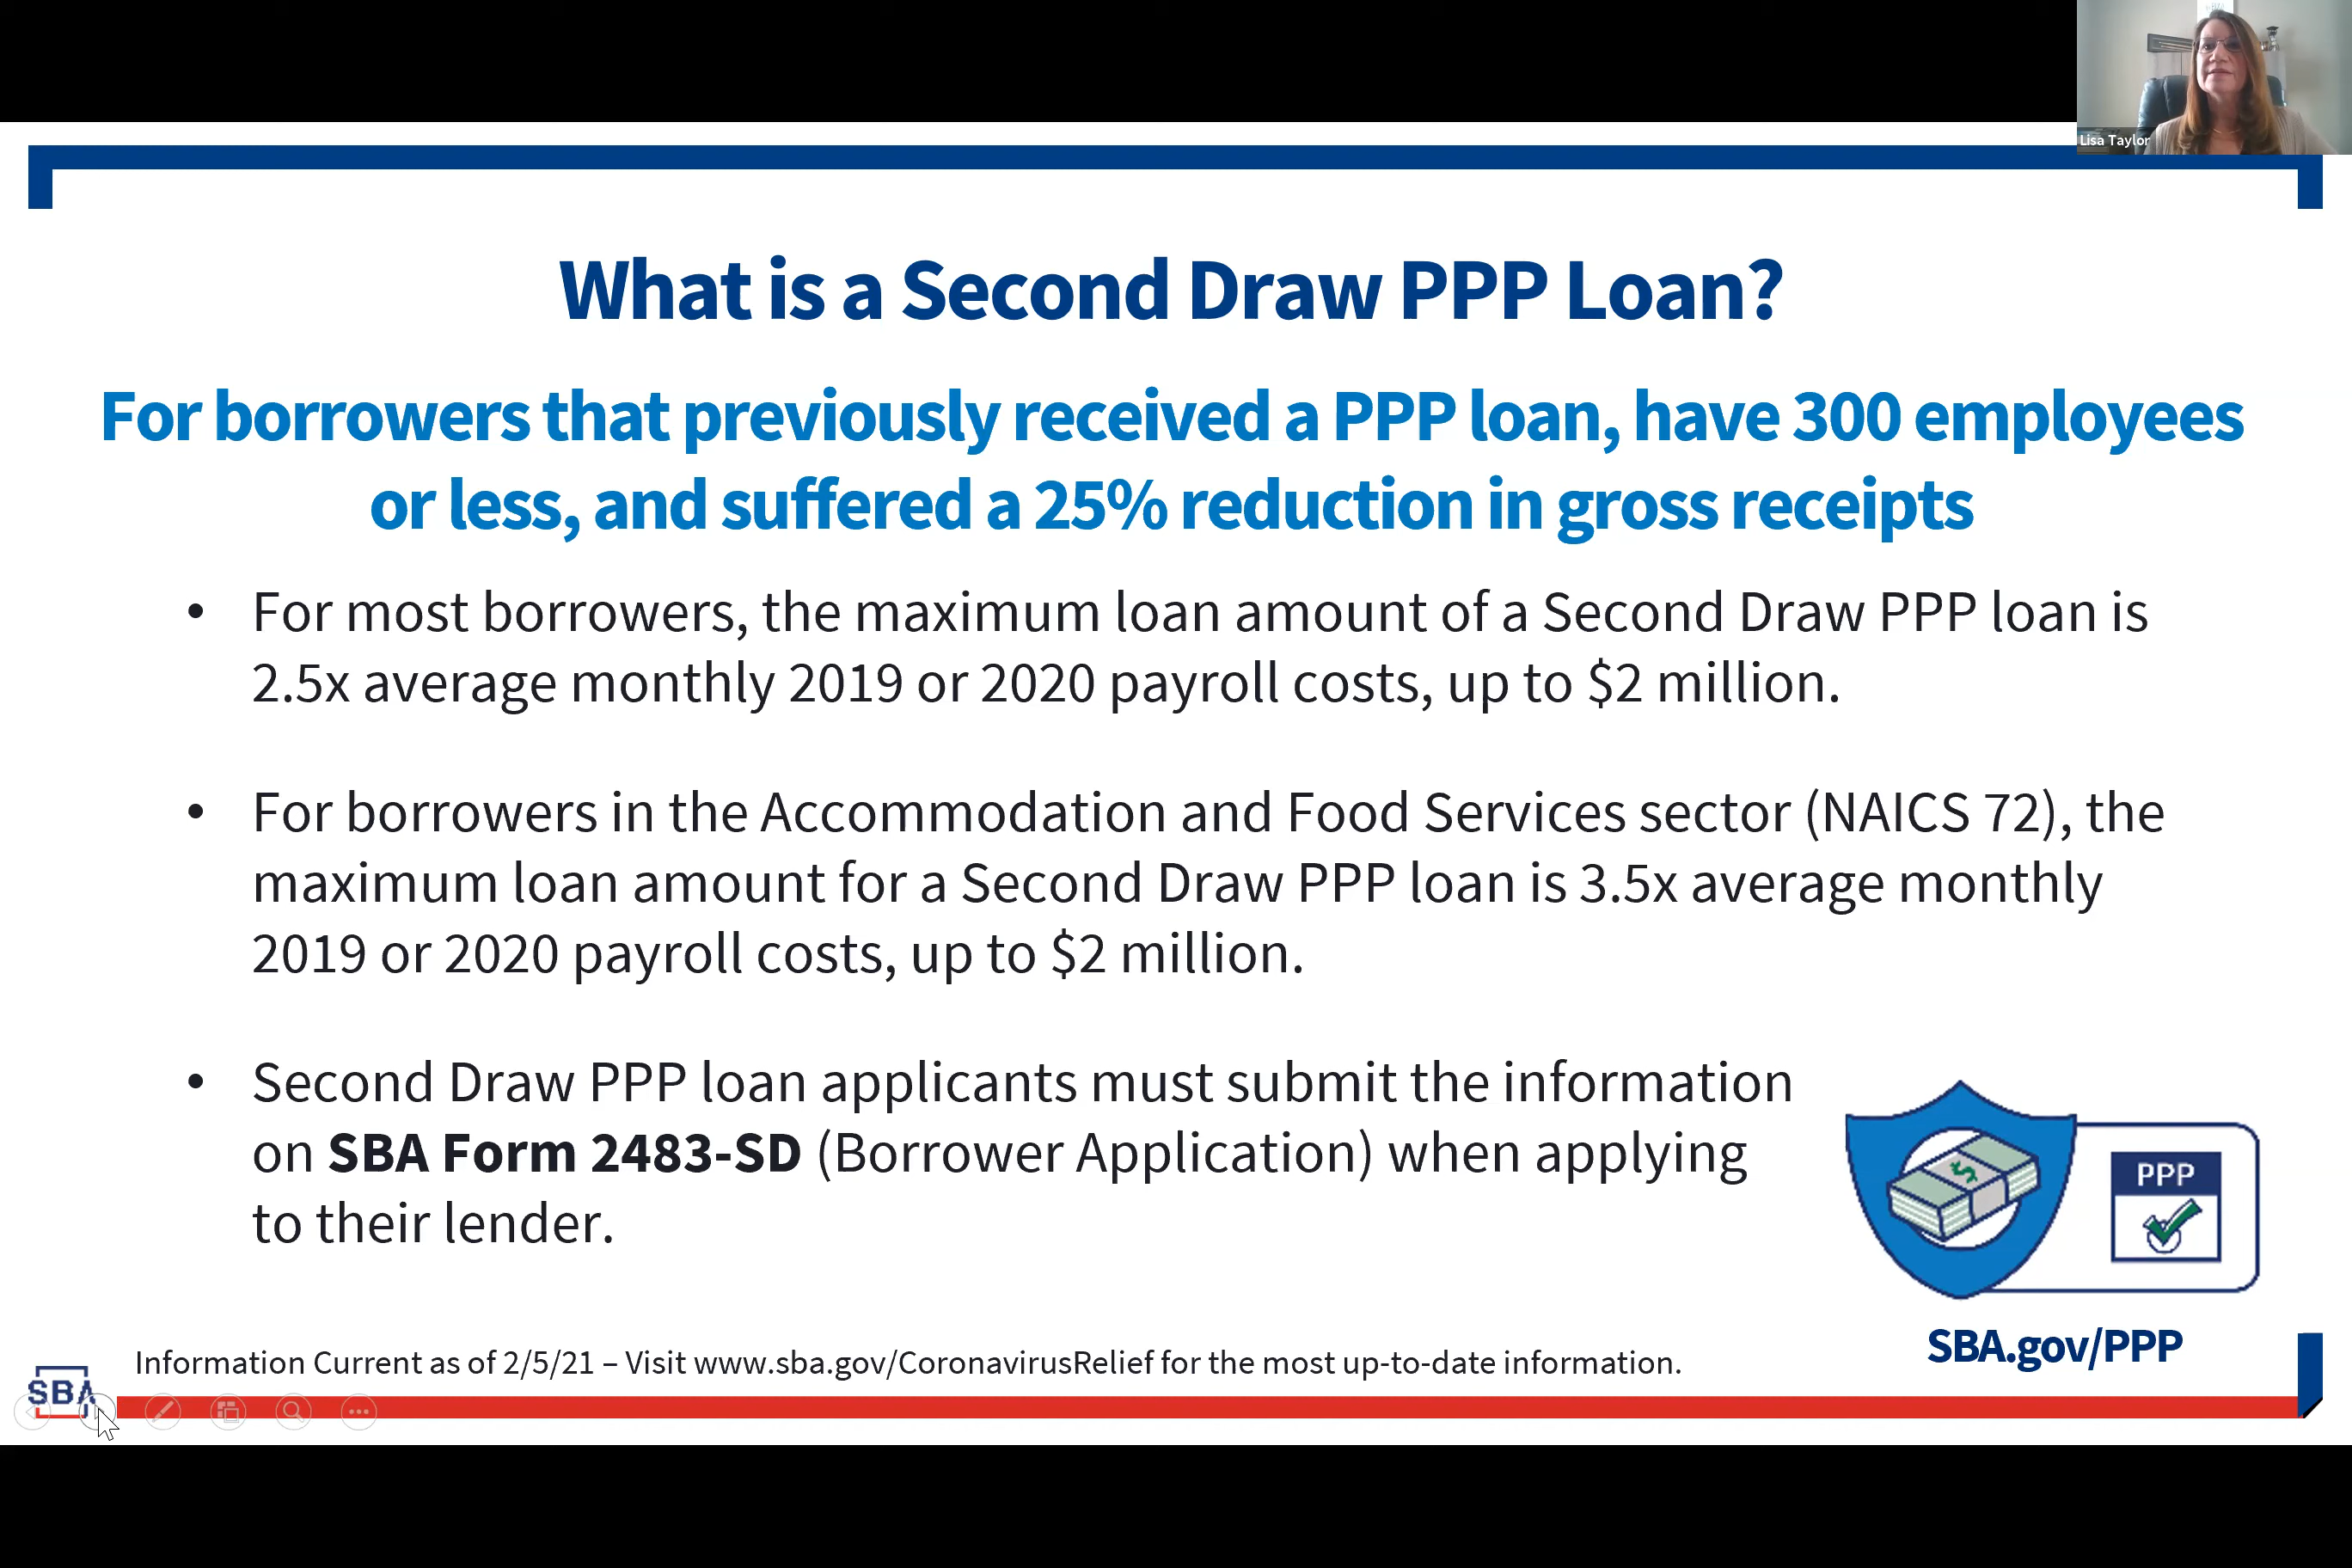 Lisa Taylor
What is a Second Draw PPP Loan?
For borrowers that previously received a PPP loan, have 300 employees
or less, and suffered a 25% reduction in gross receipts
• For most borrowers, the maximum loan amount of a Second Draw PPP loan is
2.5x average monthly 2019 or 2020 payroll costs, up to $2 million.
• For borrowers in the Accommodation and Food Services sector (NAICS 72), the
maximum loan amount for a Second Draw PPP loan is 3.5x average monthly
2019 or 2020 payroll costs, up to $2 million.
• Second Draw PPP loan applicants must submit the information
on SBA Form 2483-SD (Borrower Application) when applying
to their lender.
$
PPP
SBA.gov/PPP
Information Current as of 2/5/21 – Visit www.sba.gov/CoronavirusRelief for the most up-to-date information.
SBA